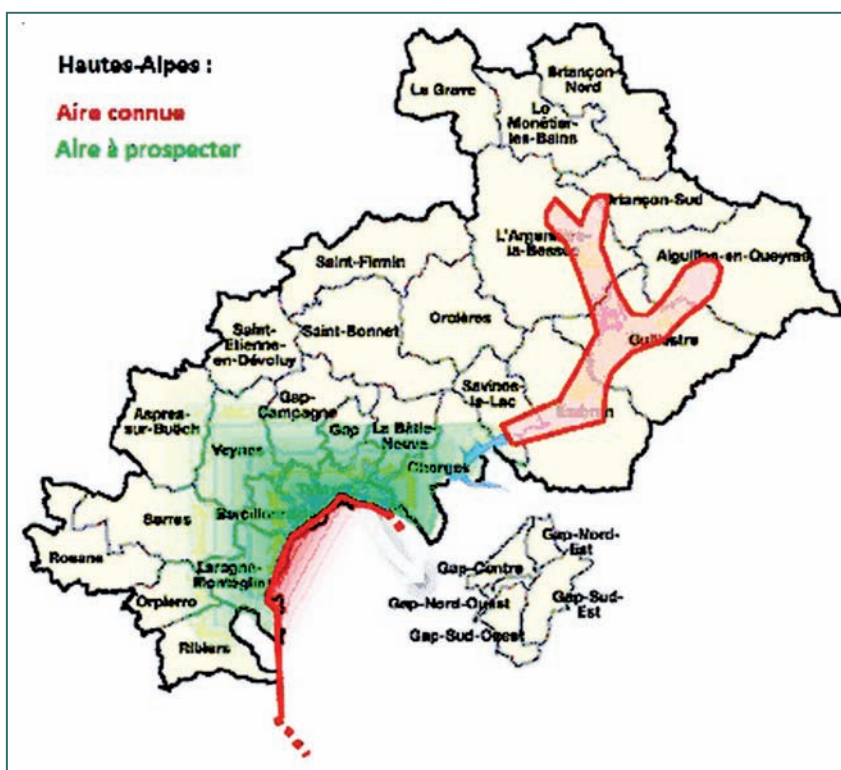 Hautes-Alpes :
Aire connue
Aire à prospecter
La Grave
Briançon-
Nord
Le
Monêtier-
les-Bains
Briançon-Sud
L'Argentière-
la-Bessée
Aiguilles-en-Queyras
Saint-Firmin
Orcières
Guillestre
Saint-
Etienne-
en-Dévoluy
Saint-Bonnet
Savines-
le-Lac
Embrun
Aspres-
sur-Buëch
Gap-
Campagne
Gap
La Bâtie-
Neuve
Veynes
Chorges
Serres
Barcillon
Rosans
Laragne-
Montéglin
Orpierre
Ribiers
Gap-Nord-
Est
Gap-Centre
Gap-Nord-Ouest
Gap-Sud-
Est
Gap-Sud-Ouest